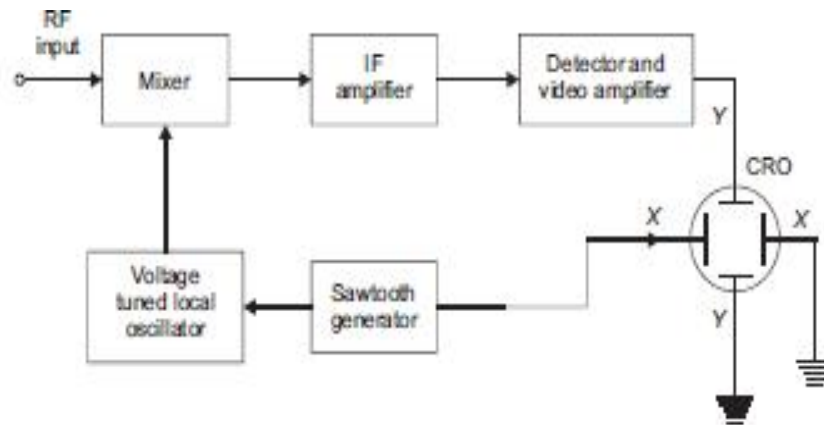 RF
input
Mixer
IF
amplifier
Detector and
video amplifier
Y
CRO
X
X
Voltage
tuned local
oscillator
Sawtooth
generator
Y